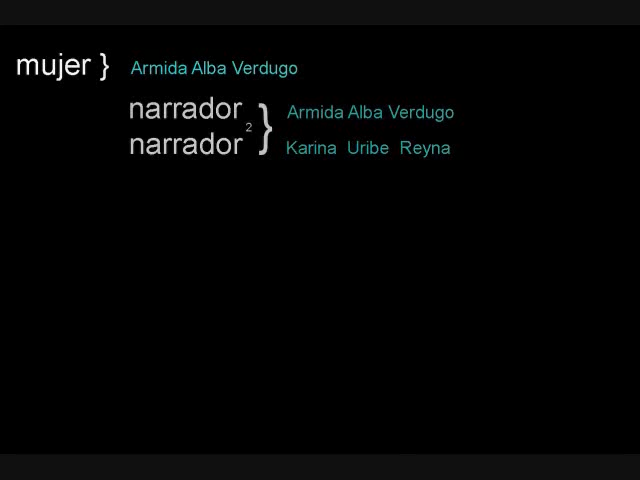 mujer } Armida Alba Verdugo
narrador } Armida Alba Verdugo
narrador 2 Karina Uribe Reyna